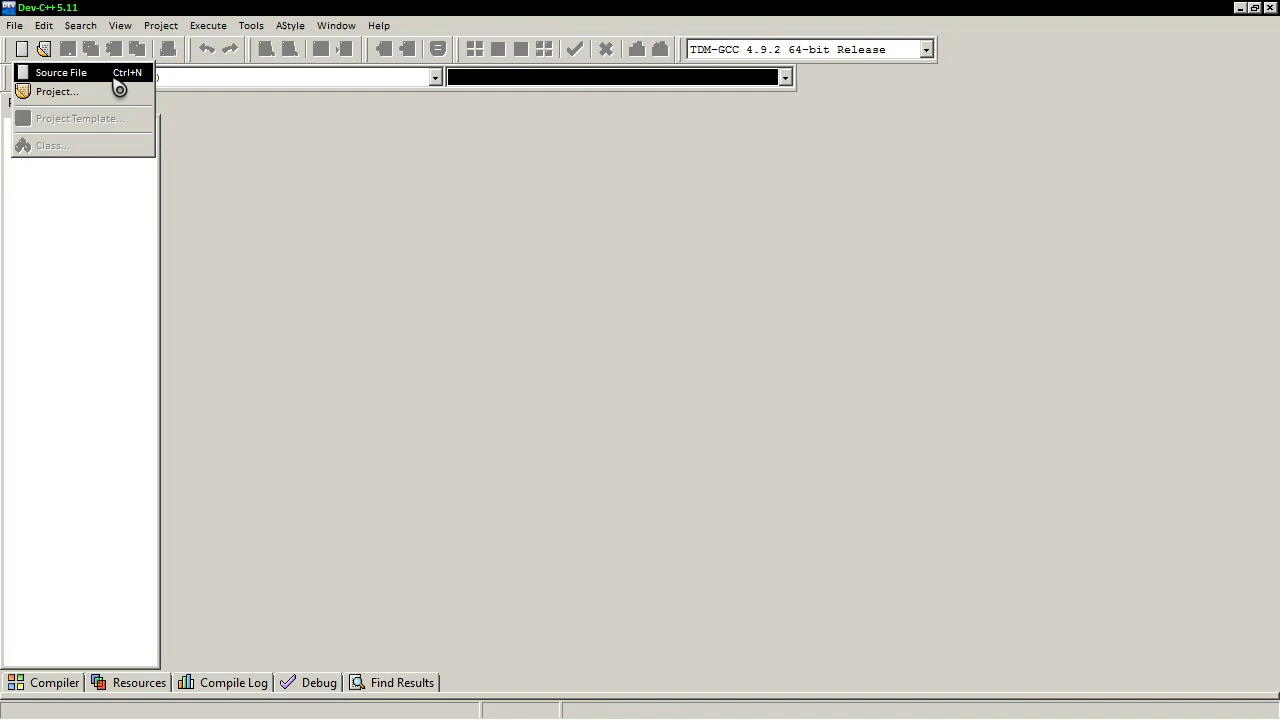 Dev-C++ 5.11
File Edit Search View Project Execute Tools AStyle Window Help
TDM-GCC 4.9.2 64-bit Release
Source File Ctrl+N
)
Project...
Project Template...
Class...
Compiler Resources Compile Log Debug Find Results